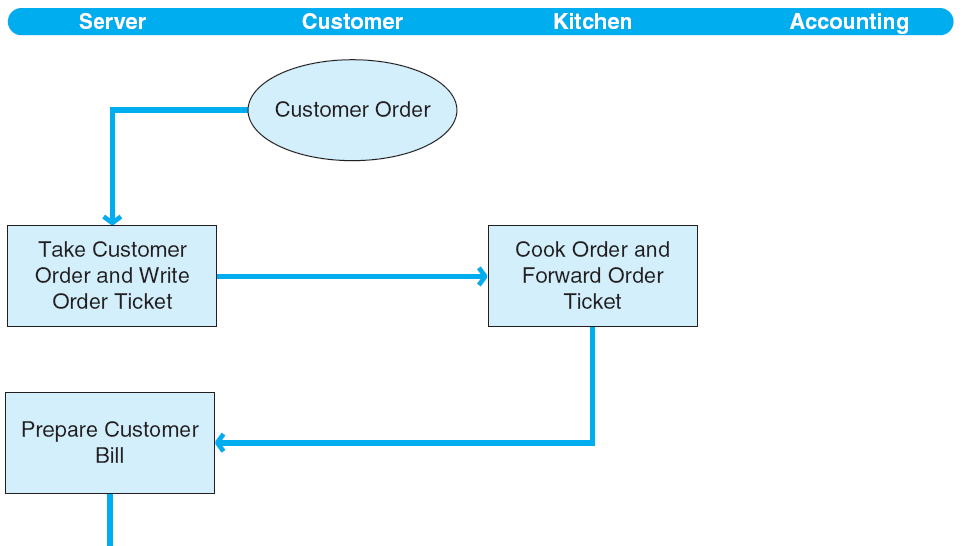 Server Customer Kitchen Accounting
Customer Order
Take Customer
Order and Write
Order Ticket
Cook Order and
Forward Order
Ticket
Prepare Customer
Bill